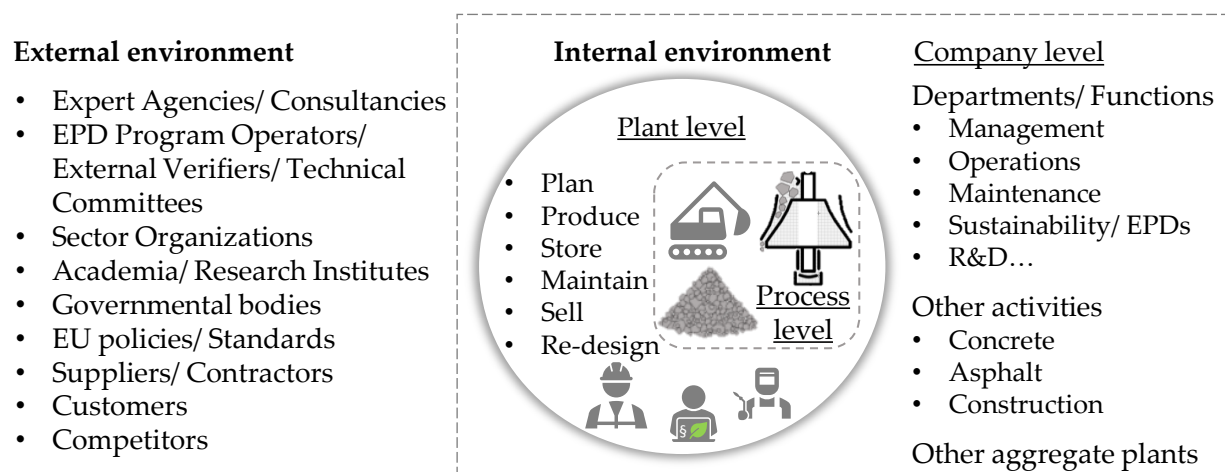 External environment
• Expert Agencies/ Consultancies
• EPD Program Operators/
External Verifiers/ Technical
Committees
• Sector Organizations
• Academia/ Research Institutes
• Governmental bodies
• EU policies/ Standards
• Suppliers/ Contractors
• Customers
• Competitors
Internal environment
Plant level
• Plan
• Produce
• Store
• Maintain
• Sell
• Re-design
Process
level
§
Company level
Departments/ Functions
• Management
• Operations
• Maintenance
• Sustainability/ EPDs
• R&D…
Other activities
• Concrete
• Asphalt
• Construction
Other aggregate plants